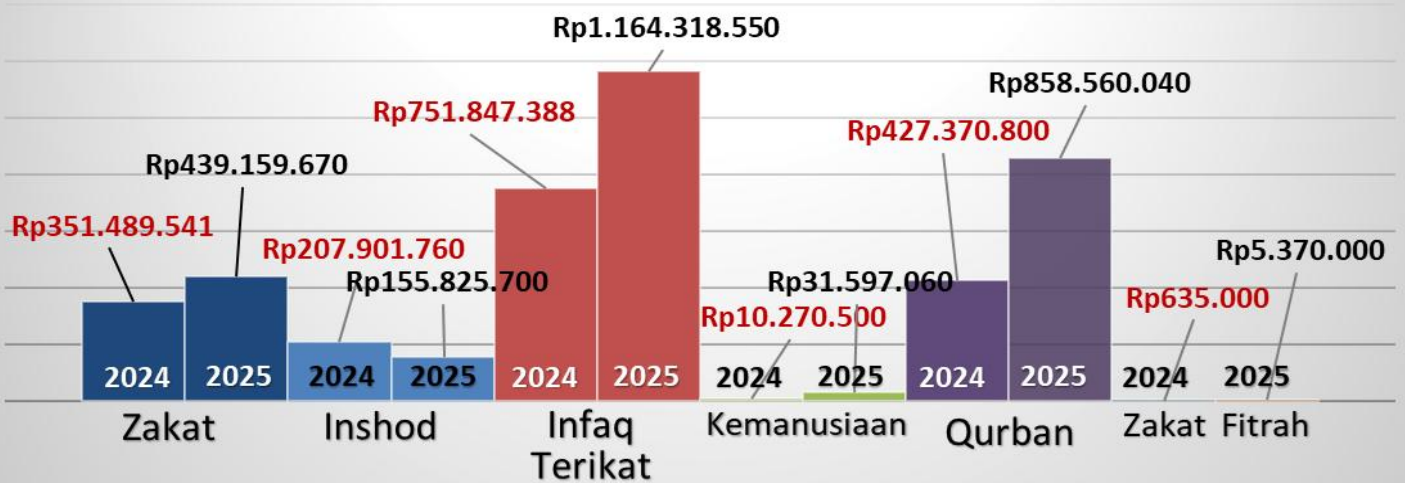 Rp1.164.318.550
Rp858.560.040
Rp751.847.388
Rp427.370.800
Rp439.159.670
Rp351.489.541
Rp207.901.760
Rp155.825.700
Rp31.597.060
Rp10.270.500
Rp5.370.000
Rp635.000
2024 2025 2024 2025 2024 2025 2024 2025 2024 2025 2024 2025
Zakat Inshod Infaq Kemanusiaan Qurban Zakat Fitrah
Terikat